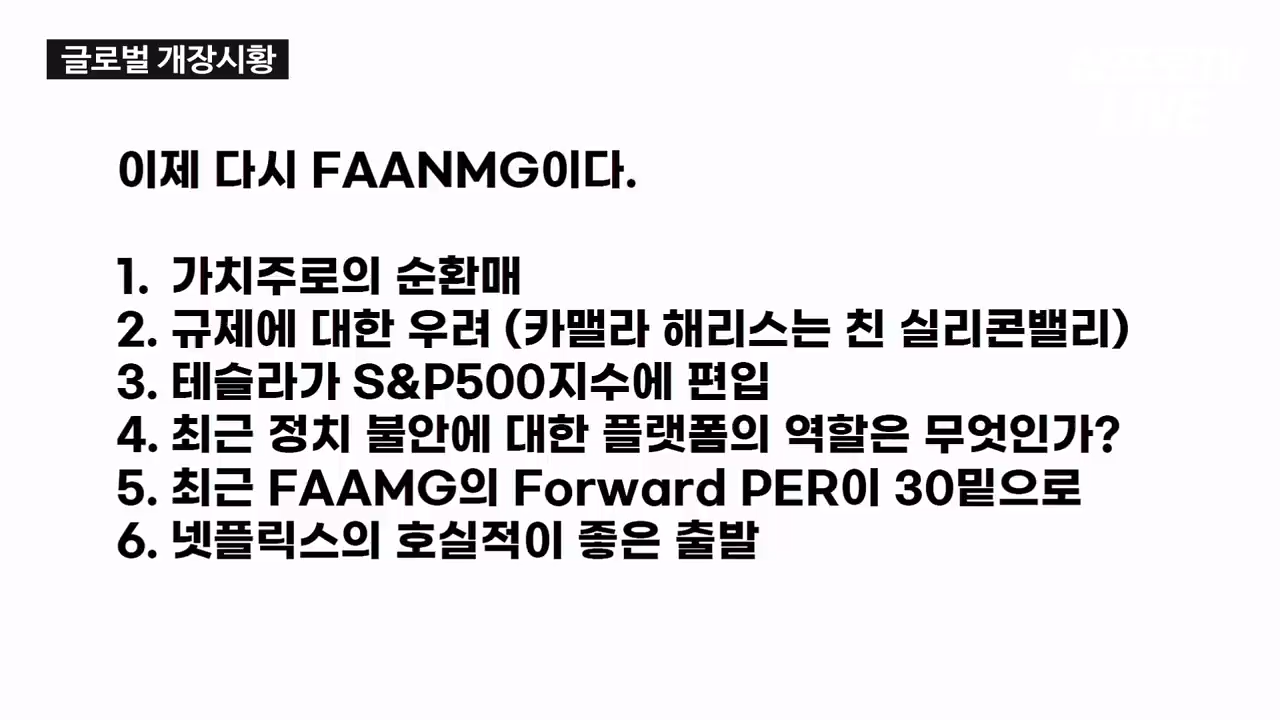 글로벌 개장시황
LIVE
이제 다시 FAANMG이다.
1. 가치주로의 순환매
2. 규제에 대한 우려 (카맬라 해리스는 친 실리콘밸리)
3. 테슬라가 S&P500지수에 편입
4. 최근 정치 불안에 대한 플랫폼의 역할은 무엇인가?
5. 최근 FAAMG의 Forward PER이 30밑으로
6. 넷플릭스의 호실적이 좋은 출발